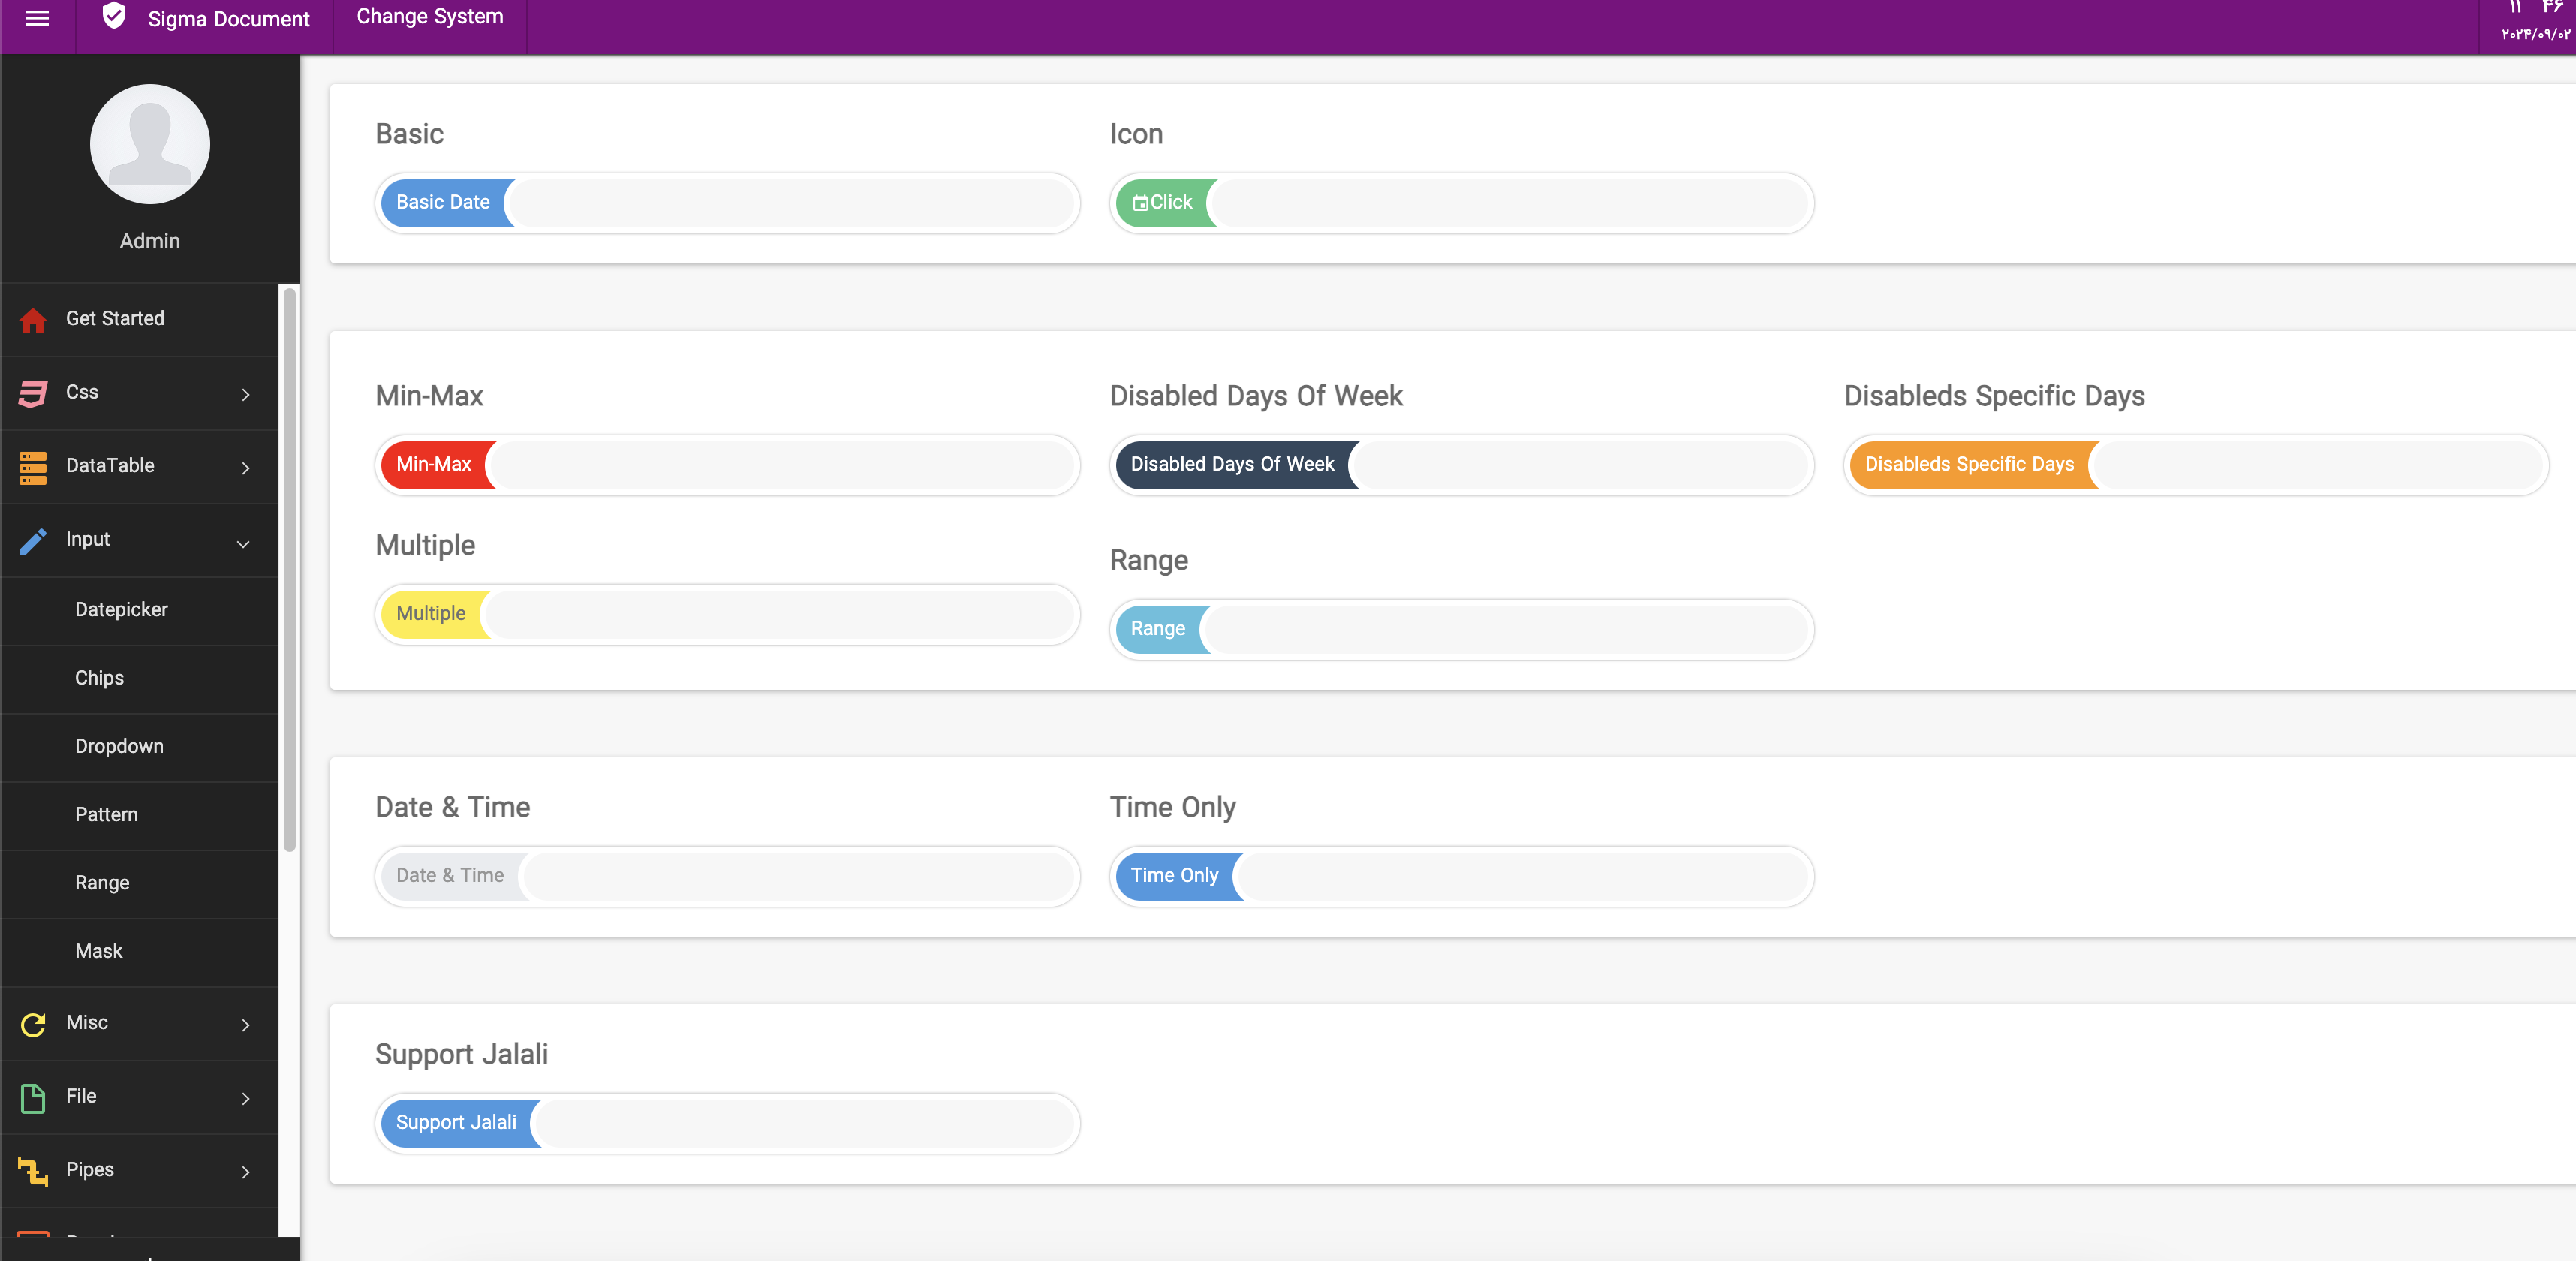 Sigma Document
Change System
۱۱ ۴۶
۲۰۲۴/۰۹/۰۲
Admin
Get Started
Css
DataTable
Input
Datepicker
Chips
Dropdown
Pattern
Range
Mask
Misc
File
Pipes
Basic
Basic Date
Icon
Click
Min-Max
Min-Max
Disabled Days Of Week
Disabled Days Of Week
Disableds Specific Days
Disableds Specific Days
Multiple
Multiple
Range
Range
Date & Time
Date & Time
Time Only
Time Only
Support Jalali
Support Jalali